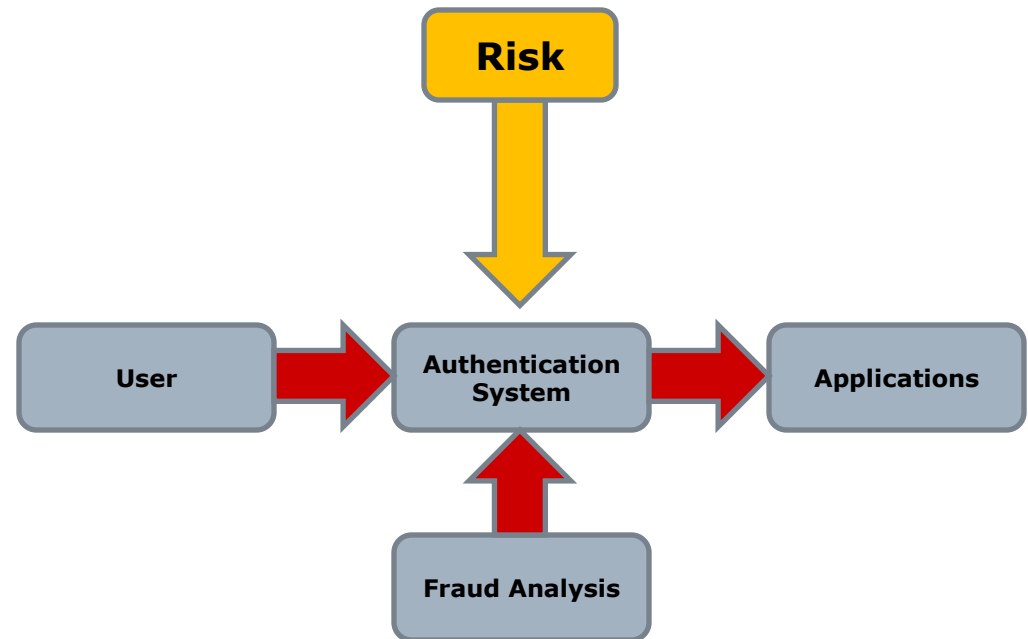 Risk
User
Authentication
System
Applications
Fraud Analysis